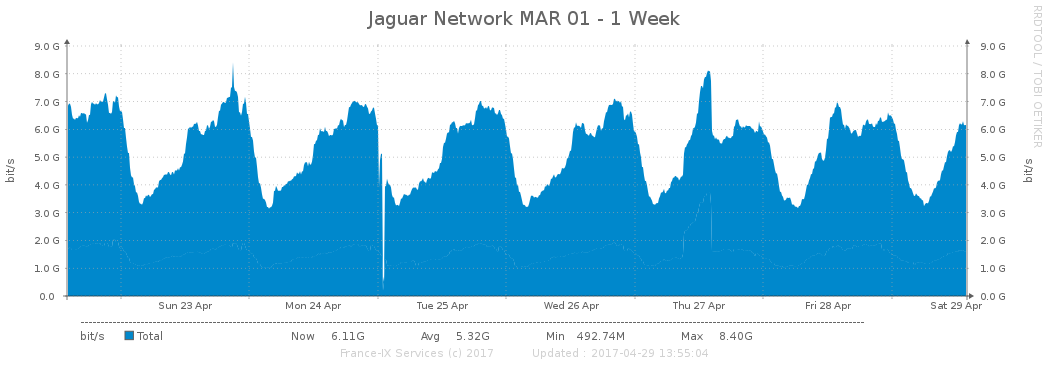 Jaguar Network MAR 01 - 1 Week
RRDTOOL / TOBI OETIKER
bit/s
9.0 G
8.0 G
7.0 G
6.0 G
5.0 G
4.0 G
3.0 G
2.0 G
1.0 G
0.0
9.0 G
8.0 G
7.0 G
6.0 G
5.0 G
4.0 G
3.0 G
2.0 G
1.0 G
0.0 G
bit/s
Sun 23 Apr Mon 24 Apr Tue 25 Apr Wed 26 Apr Thu 27 Apr Fri 28 Apr Sat 29 Apr
bit/s Total Now 6.11G Avg 5.32G Min 492.74M Max 8.40G
France-IX Services (c) 2017 Updated : 2017-04-29 13:55:04